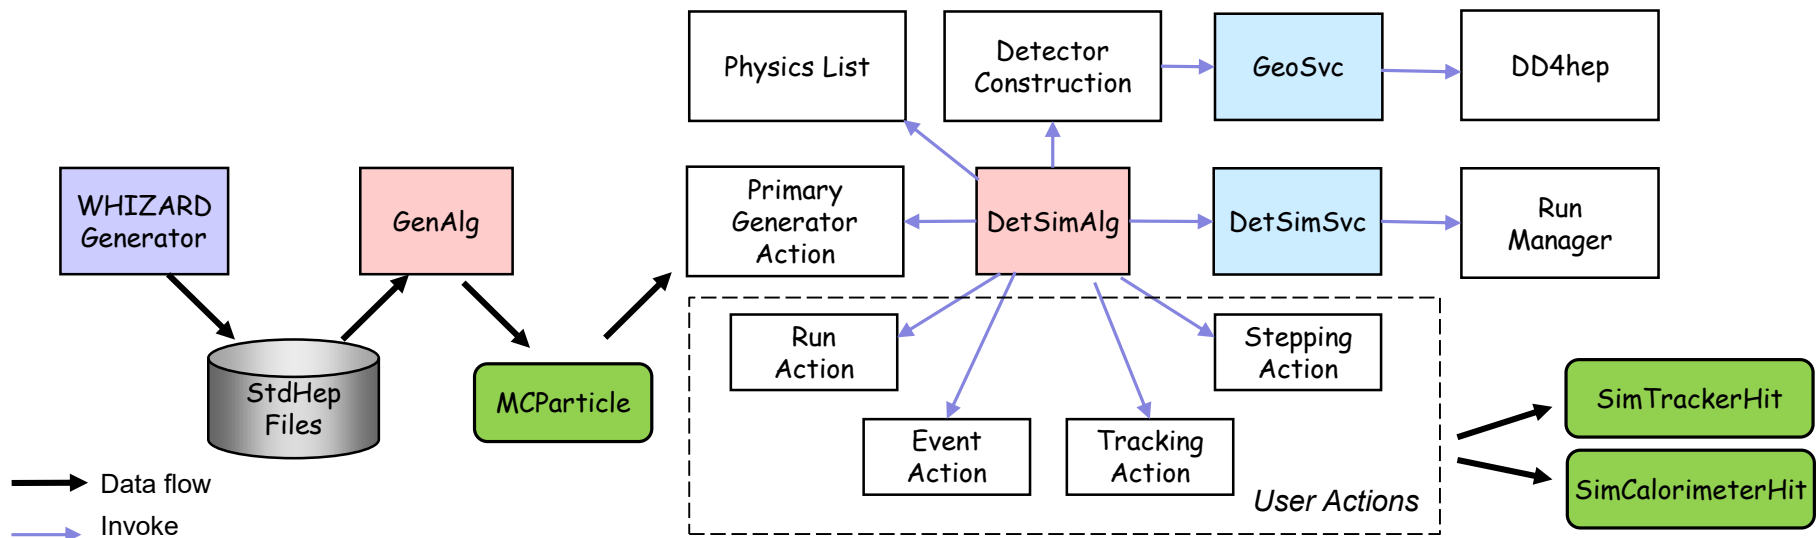 Physics List
Detector
Construction
GeoSvc
DD4hep
WHIZARD
Generator
GenAlg
Primary
Generator
Action
DetSimAlg
DetSimSvc
Run
Manager
StdHep
Files
MCParticle
Run
Action
Stepping
Action
Event
Action
Tracking
Action
User Actions
SimTrackerHit
SimCalorimeterHit
Data flow
Invoke